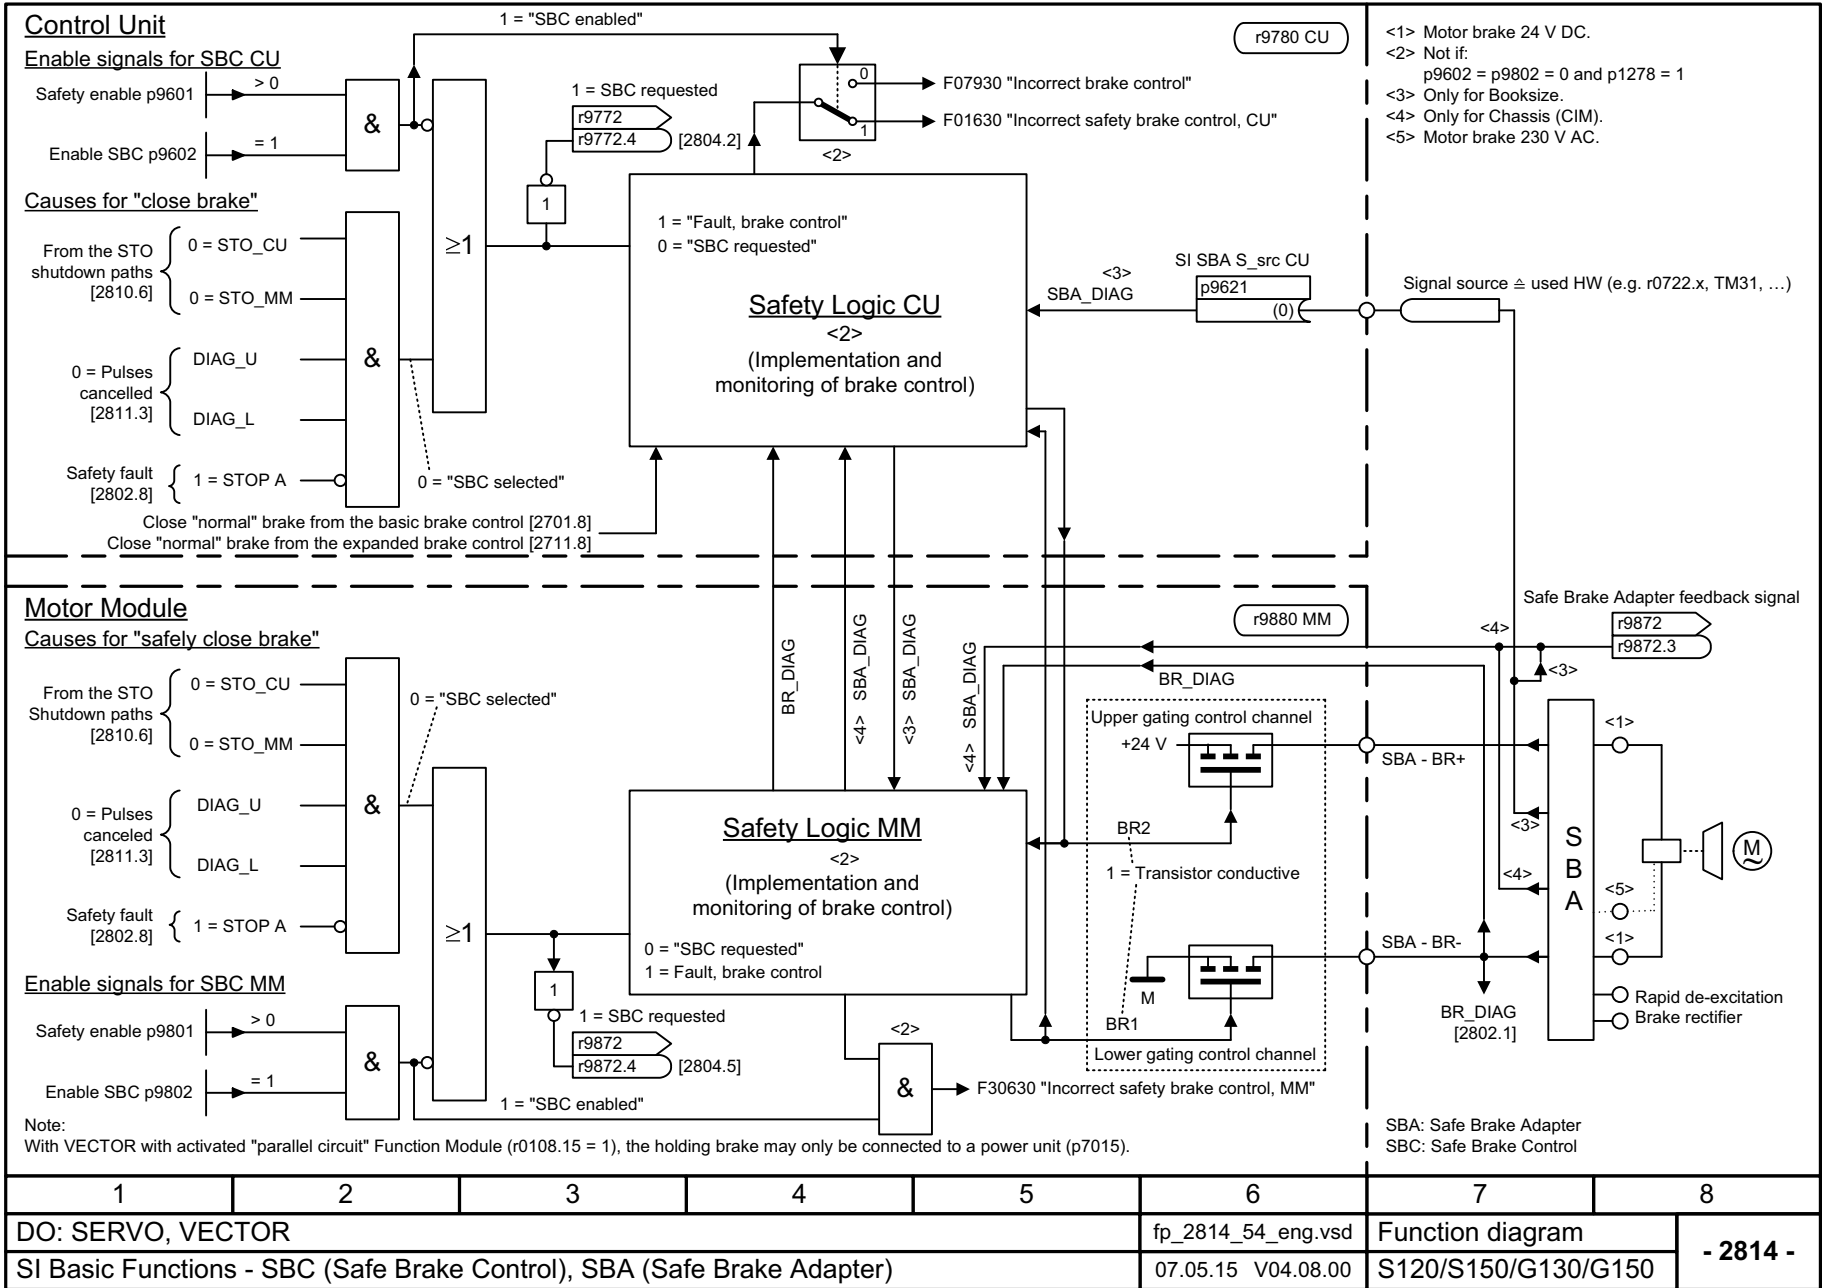 Control Unit
Enable signals for SBC CU
Safety enable p9601
> 0
Enable SBC p9602
= 1
&
1 = "SBC enabled"
Causes for "close brake"
From the STO
shutdown paths
[2810.6]
0 = STO_CU
0 = STO_MM
0 = Pulses
cancelled
[2811.3]
DIAG_U
DIAG_L
Safety fault
[2802.8]
1 = STOP A
&
≥1
0 = "SBC selected"
Close "normal" brake from the basic brake control [2701.8]
Close "normal" brake from the expanded brake control [2711.8]
1 = SBC requested
r9772
r9772.4
[2804.2]
1
0
1
<2>
F07930 "Incorrect brake control"
F01630 "Incorrect safety brake control, CU"
r9780 CU
1 = "Fault, brake control"
0 = "SBC requested"
Safety Logic CU
<2>
(Implementation and
monitoring of brake control)
<3>
SBA_DIAG
SI SBA S_src CU
p9621
(0)
Signal source ≙ used HW (e.g. r0722.x, TM31, …)
<1> Motor brake 24 V DC.
<2> Not if:
p9602 = p9802 = 0 and p1278 = 1
<3> Only for Booksize.
<4> Only for Chassis (CIM).
<5> Motor brake 230 V AC.
Motor Module
Causes for "safely close brake"
From the STO
Shutdown paths
[2810.6]
0 = STO_CU
0 = STO_MM
0 = Pulses
canceled
[2811.3]
DIAG_U
DIAG_L
Safety fault
[2802.8]
1 = STOP A
&
0 = "SBC selected"
≥1
Enable signals for SBC MM
Safety enable p9801
> 0
Enable SBC p9802
= 1
&
1 = "SBC enabled"
1
1 = SBC requested
r9872
r9872.4
[2804.5]
BR_DIAG
<4> SBA_DIAG
<3> SBA_DIAG
<4> SBA_DIAG
r9880 MM
BR_DIAG
Safety Logic MM
<2>
(Implementation and
monitoring of brake control)
0 = "SBC requested"
1 = Fault, brake control
<2>
&
F30630 "Incorrect safety brake control, MM"
Upper gating control channel
+24 V
BR2
1 = Transistor conductive
M
BR1
Lower gating control channel
Safe Brake Adapter feedback signal
r9872
r9872.3
<4>
<3>
SBA - BR+
<3>
<4>
SBA - BR-
BR_DIAG
[2802.1]
S
B
A
<1>
<5>
<1>
M
~
Rapid de-excitation
Brake rectifier
Note:
With VECTOR with activated "parallel circuit" Function Module (r0108.15 = 1), the holding brake may only be connected to a power unit (p7015).
SBA: Safe Brake Adapter
SBC: Safe Brake Control
1 2 3 4 5 6 7 8
DO: SERVO, VECTOR
fp_2814_54_eng.vsd
Function diagram
- 2814 -
SI Basic Functions - SBC (Safe Brake Control), SBA (Safe Brake Adapter)
07.05.15 V04.08.00
S120/S150/G130/G150